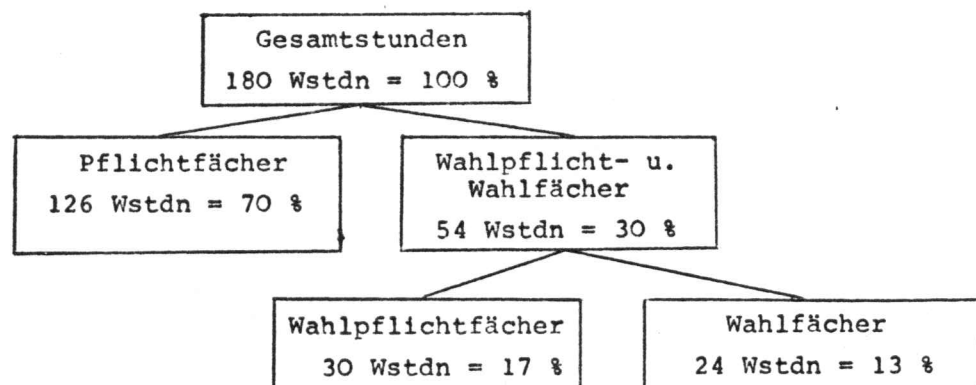 Gesamtstunden
180 Wstdn = 100 %
Pflichtfächer
126 Wstdn = 70 %
Wahlpflicht- u.
Wahlfächer
54 Wstdn = 30 %
Wahlpflichtfächer
30 Wstdn = 17 %
Wahlfächer
24 Wstdn = 13 %